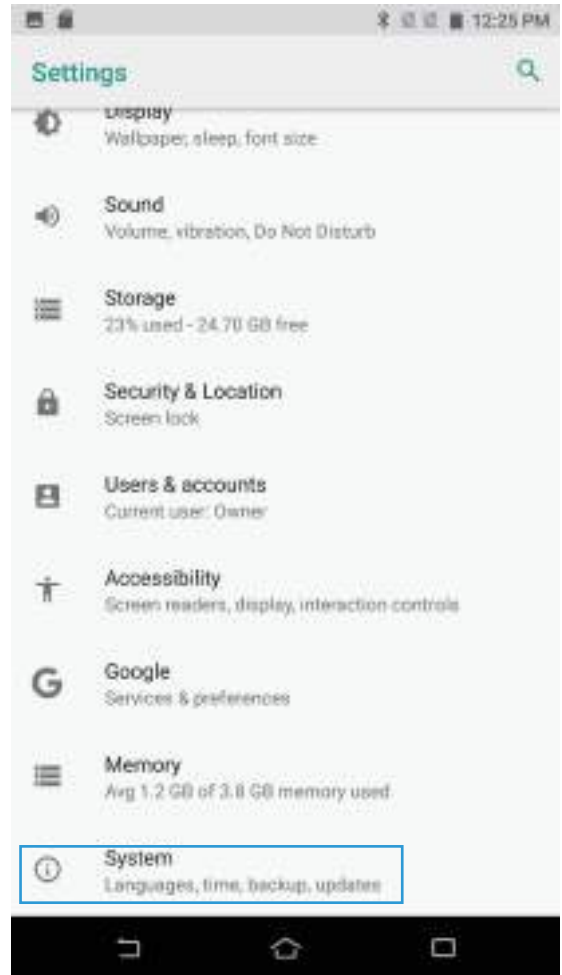 12:25 PM
Settings
Display
Wallpaper, sleep, font size
Sound
Volume, vibration, Do Not Disturb
Storage
23% used - 24.70 GB free
Security & Location
Screen lock
Users & accounts
Current user: Owner
Accessibility
Screen readers, display, interaction controls
Google
Services & preferences
Memory
Avg 1.2 GB of 3.8 GB memory used
System
Languages, time, backup, updates